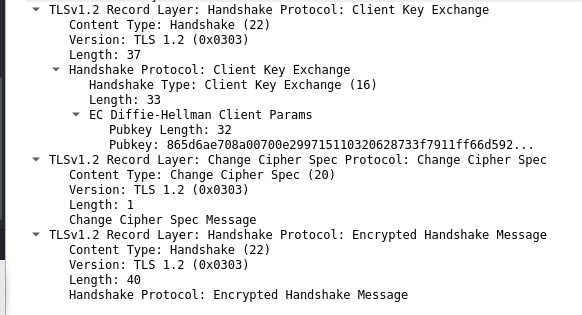 TLSv1.2 Record Layer: Handshake Protocol: Client Key Exchange
Content Type: Handshake (22)
Version: TLS 1.2 (0x0303)
Length: 37
Handshake Protocol: Client Key Exchange
Handshake Type: Client Key Exchange (16)
Length: 33
EC Diffie-Hellman Client Params
Pubkey Length: 32
Pubkey: 865d6ae708a00700e299715110320628733f7911ff66d592...
TLSv1.2 Record Layer: Change Cipher Spec Protocol: Change Cipher Spec
Content Type: Change Cipher Spec (20)
Version: TLS 1.2 (0x0303)
Length: 1
Change Cipher Spec Message
TLSv1.2 Record Layer: Handshake Protocol: Encrypted Handshake Message
Content Type: Handshake (22)
Version: TLS 1.2 (0x0303)
Length: 40
Handshake Protocol: Encrypted Handshake Message